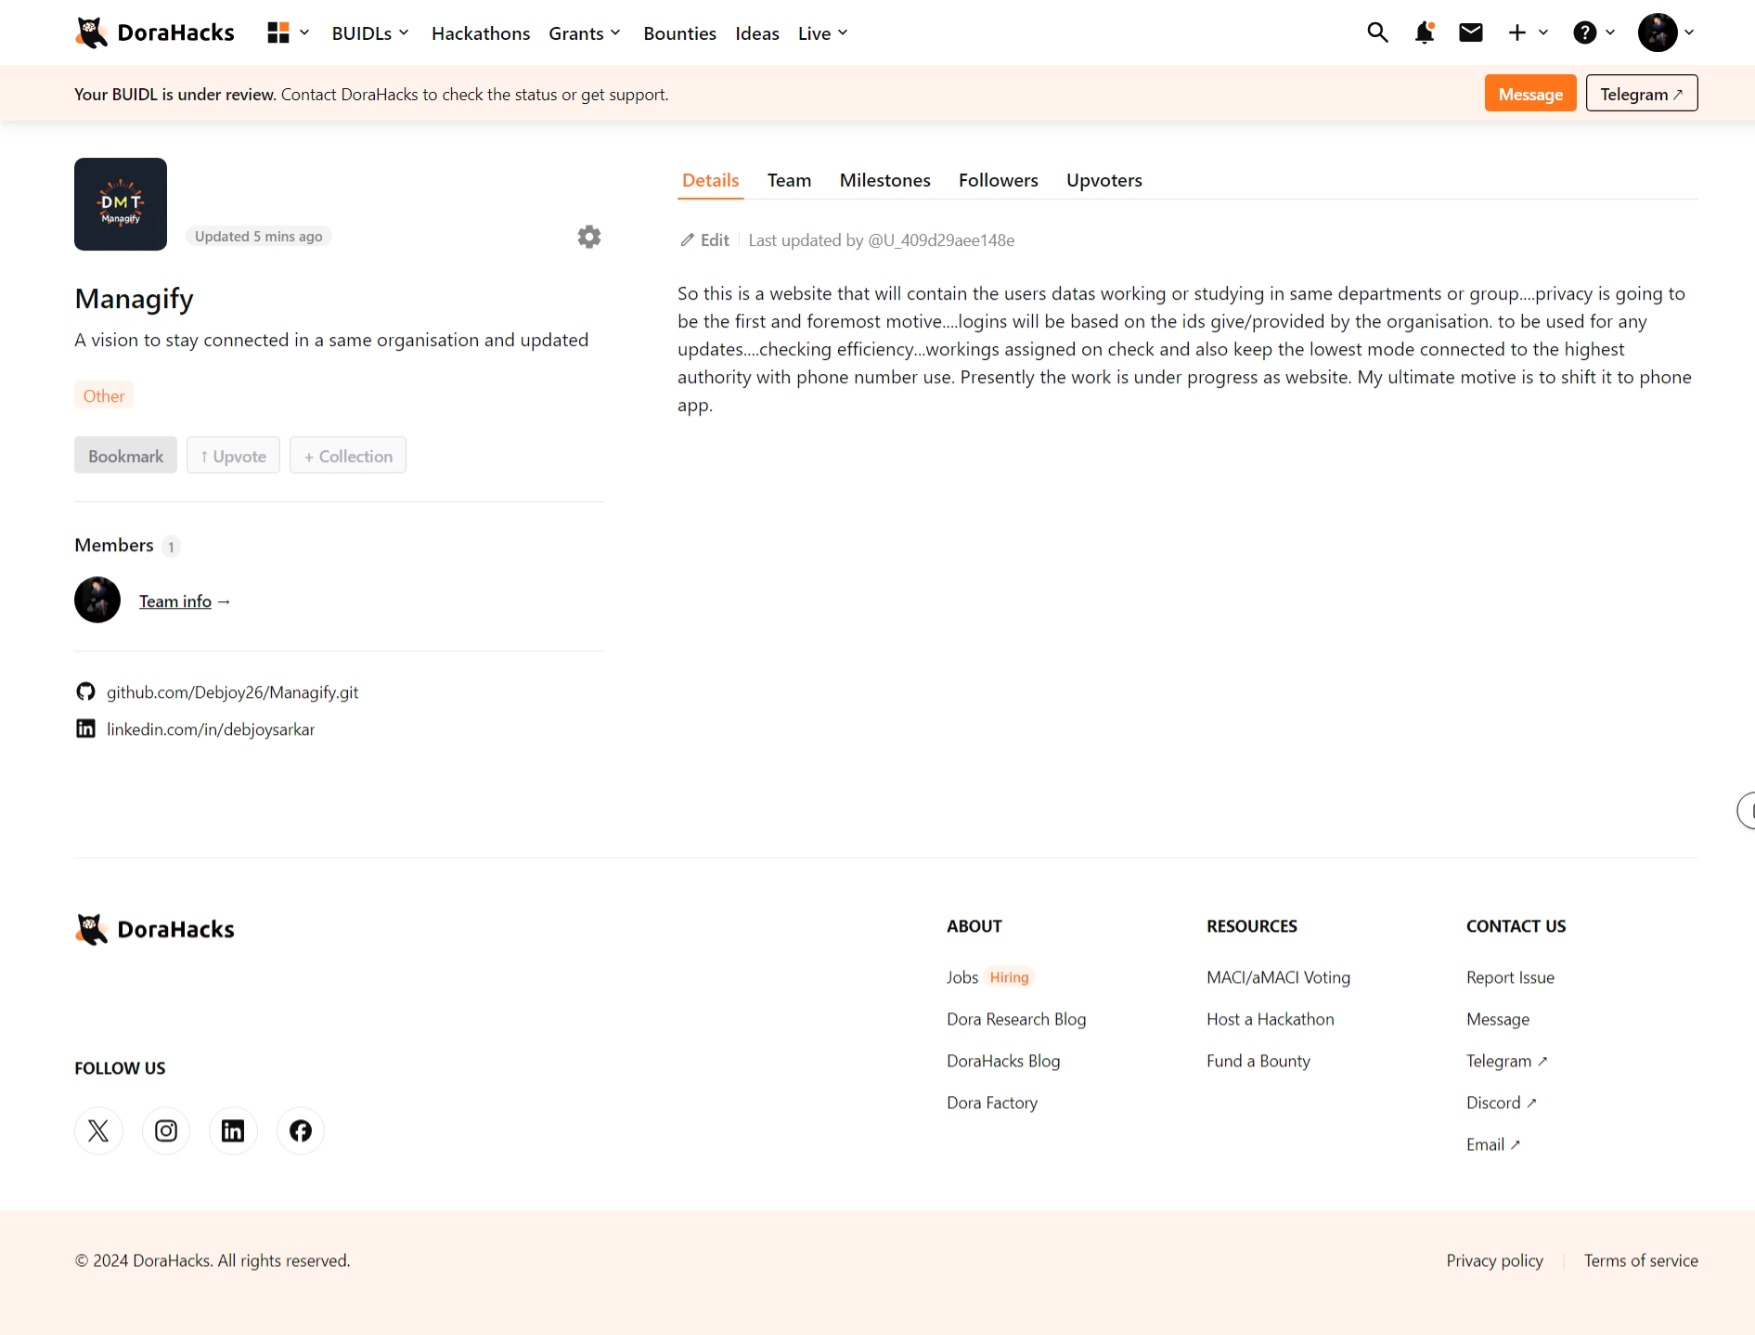 DoraHacks
BUIDLs
Hackathons
Grants
Bounties
Ideas
Live
Your BUIDL is under review. Contact DoraHacks to check the status or get support.
Message
Telegram ↗
DMT
Managify
Updated 5 mins ago
Managify
A vision to stay connected in a same organisation and updated
Other
Bookmark
↑ Upvote
+ Collection
Members 1
Team info →
github.com/Debjoy26/Managify.git
linkedin.com/in/debjoysarkar
Details
Team
Milestones
Followers
Upvoters
Edit
Last updated by @U_409d29aee148e
So this is a website that will contain the users datas working or studying in same departments or group....privacy is going to
be the first and foremost motive....logins will be based on the ids give/provided by the organisation. to be used for any
updates....checking efficiency...workings assigned on check and also keep the lowest mode connected to the highest
authority with phone number use. Presently the work is under progress as website. My ultimate motive is to shift it to phone
app.
DoraHacks
FOLLOW US
ABOUT
Jobs Hiring
Dora Research Blog
DoraHacks Blog
Dora Factory
RESOURCES
MACI/aMACI Voting
Host a Hackathon
Fund a Bounty
CONTACT US
Report Issue
Message
Telegram ↗
Discord ↗
Email ↗
© 2024 DoraHacks. All rights reserved.
Privacy policy
Terms of service